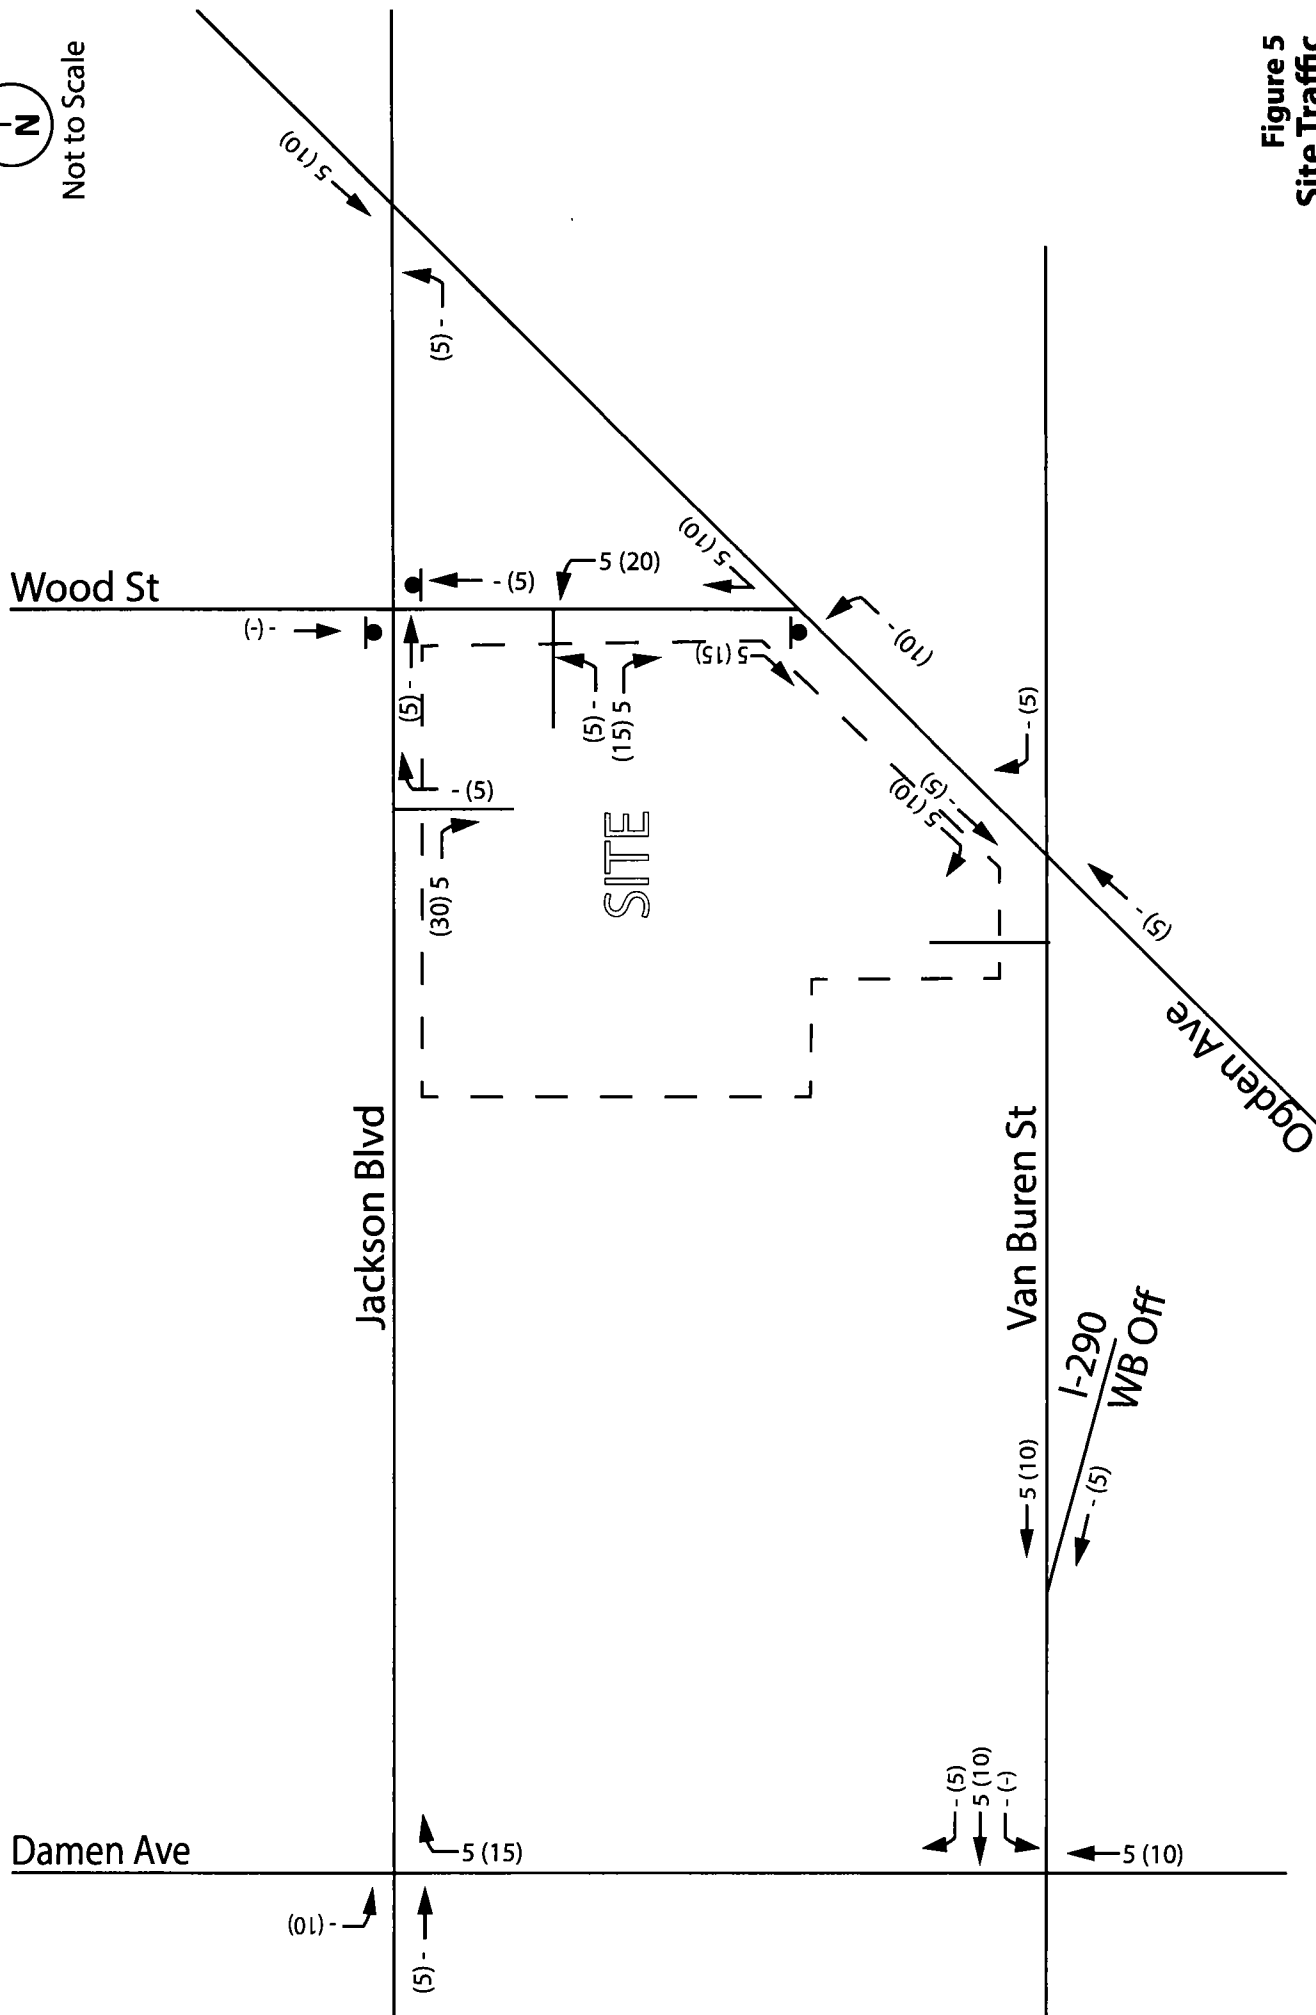 N
Not to Scale
5 (10)
(5) -
Wood St
- (5)
5 (20)
5 (10)
- (-)
(5) -
(5) -
(15) 5
5 (15)
(10) -
- (5)
- (5)
(30) 5
SITE
- (5)
5 (10)
(5) -
Ogden Ave
Jackson Blvd
Van Buren St
I-290
WB Off
5 (10)
- (5)
Damen Ave
5 (15)
- (10)
(5) -
- (5)
5 (10)
- (-)
5 (10)
Figure 5
Site Traffic